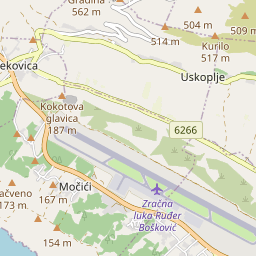 Gradina
562 m
514 m
504 m
509 m
Kurilo
517 m
ekovica
Uskoplje
Kokotova
glavica
187 m
6266
Močići
ačveno
173 m
167 m
154 m
Zračna
luka Ruđer
Bošković